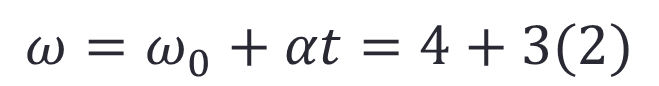 ω = ω₀ + αt = 4 + 3(2)